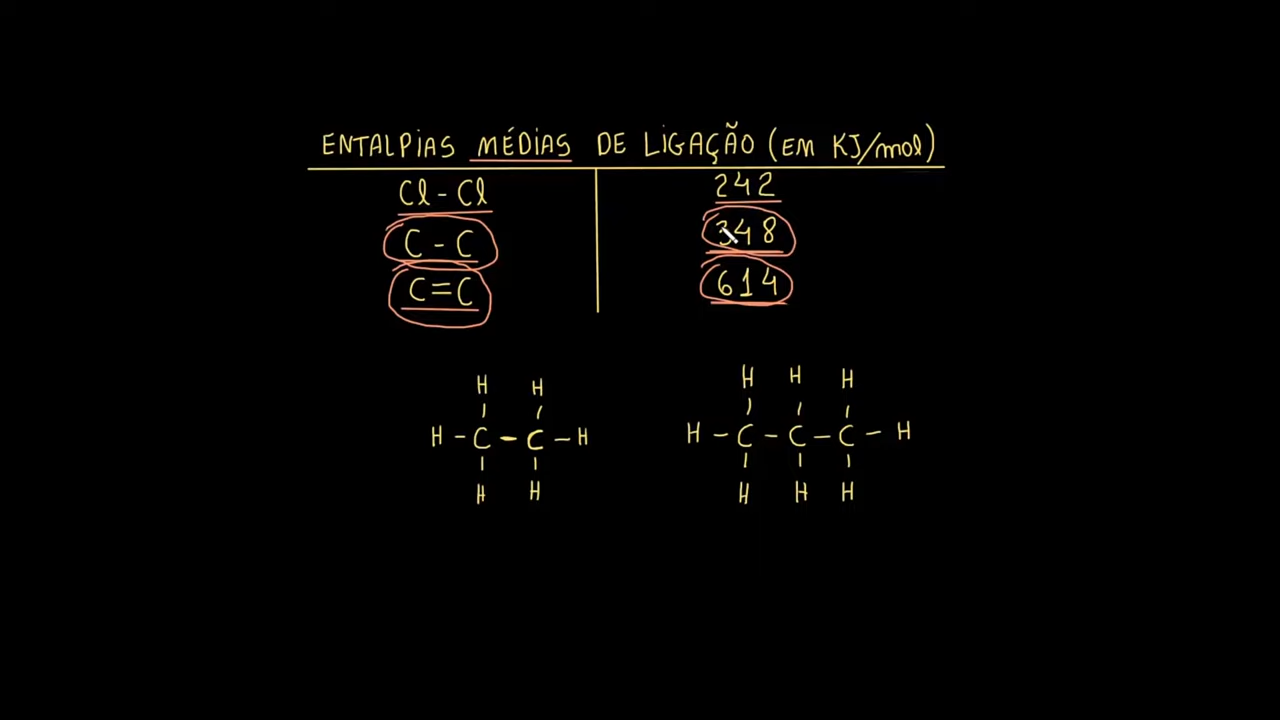 ENTALPIAS MÉDIAS DE LIGAÇÃO (EM KJ/mol)
Cl - Cl 242
C - C 348
C = C 614
H H H H H
H - C - C - H H - C - C - C - H
H H H H H